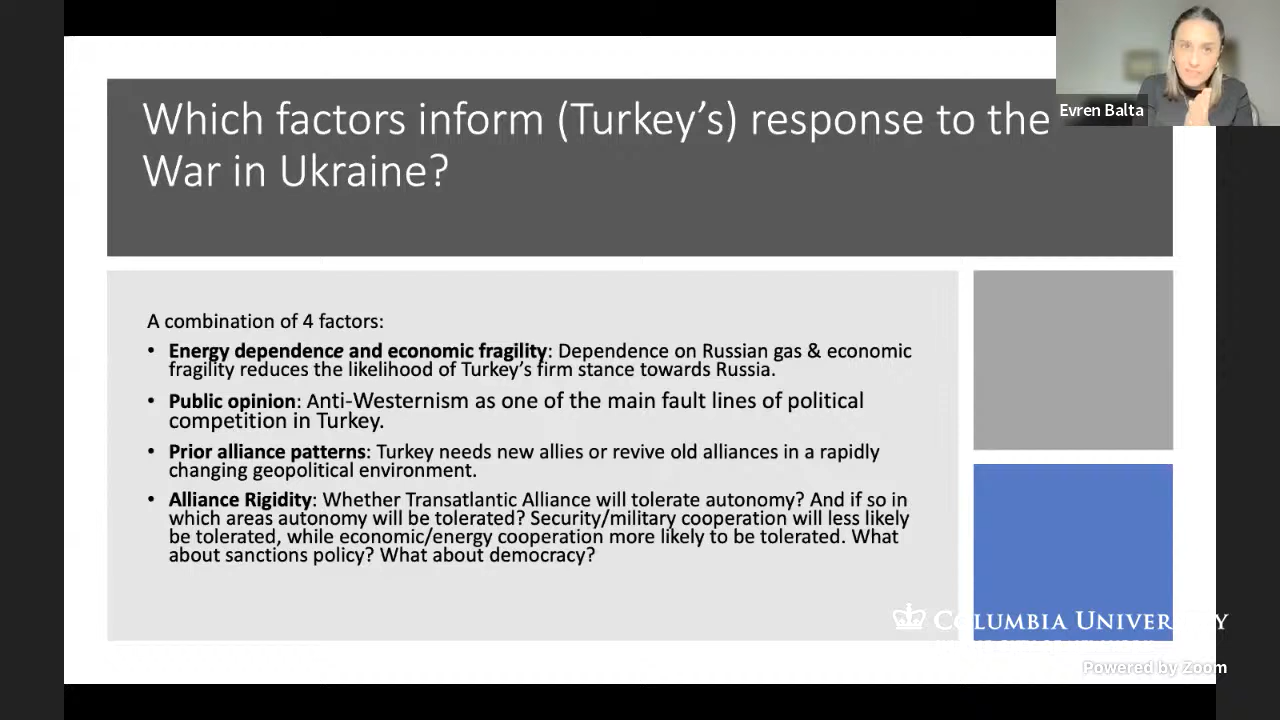 Which factors inform (Turkey's) response to the
War in Ukraine?
Evren Balta
A combination of 4 factors:
• Energy dependence and economic fragility: Dependence on Russian gas & economic
fragility reduces the likelihood of Turkey's firm stance towards Russia.
• Public opinion: Anti-Westernism as one of the main fault lines of political
competition in Turkey.
• Prior alliance patterns: Turkey needs new allies or revive old alliances in a rapidly
changing geopolitical environment.
• Alliance Rigidity: Whether Transatlantic Alliance will tolerate autonomy? And if so in
which areas autonomy will be tolerated? Security/military cooperation will less likely
be tolerated, while economic/energy cooperation more likely to be tolerated. What
about sanctions policy? What about democracy?
COLUMBIA UNIVERSITY
Powered by Zoom